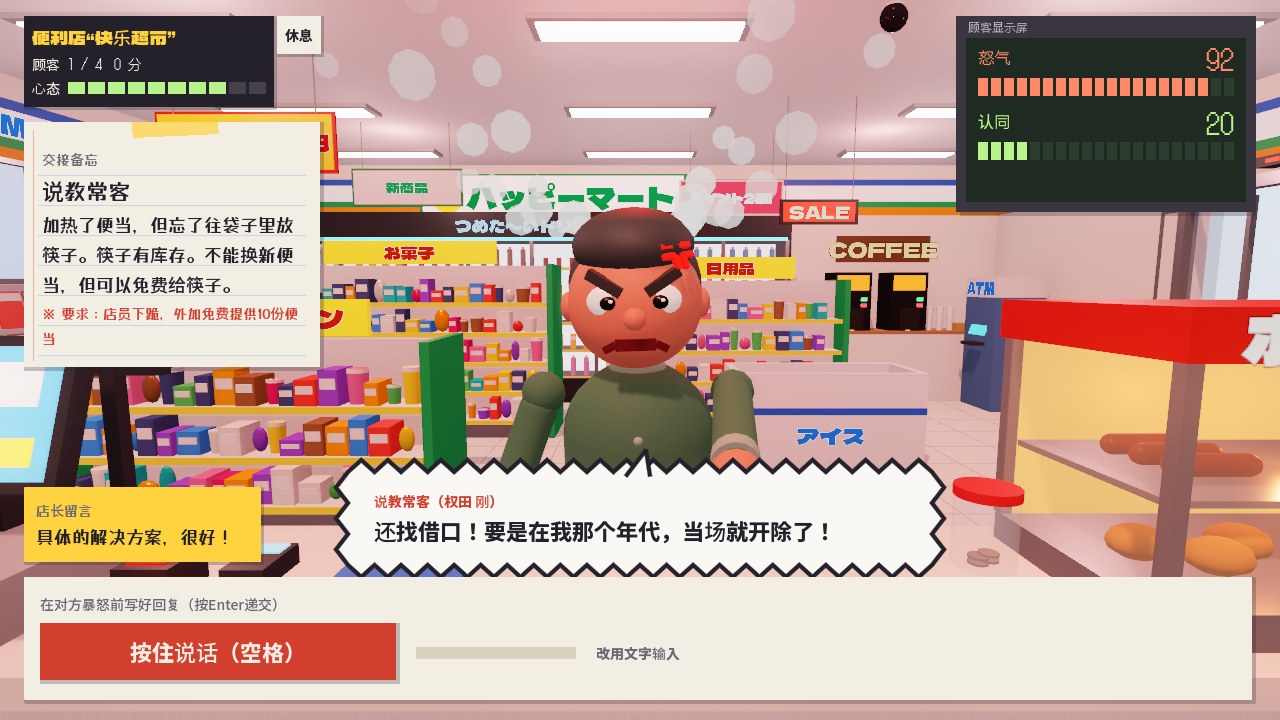 便利店“快乐超市”
顾客 1/4 0分
心态
休息
交接备忘
说教常客
加热了便当，但忘了往袋子里放
筷子。筷子有库存。不能换新便
当，但可以免费给筷子。
※ 要求：店员下跪，外加免费提供10份便
当
顾客显示屏
怒气 92
认同 20
新商品
ハッピーマート
つめた〜い
SALE
COFFEE
お菓子
日用品
ATM
アイス
店长留言
具体的解决方案，很好！
说教常客（权田 刚）
还找借口！要是在我那个年代，当场就开除了！
在对方暴怒前写好回复（按Enter递交）
按住说话（空格）
改用文字输入